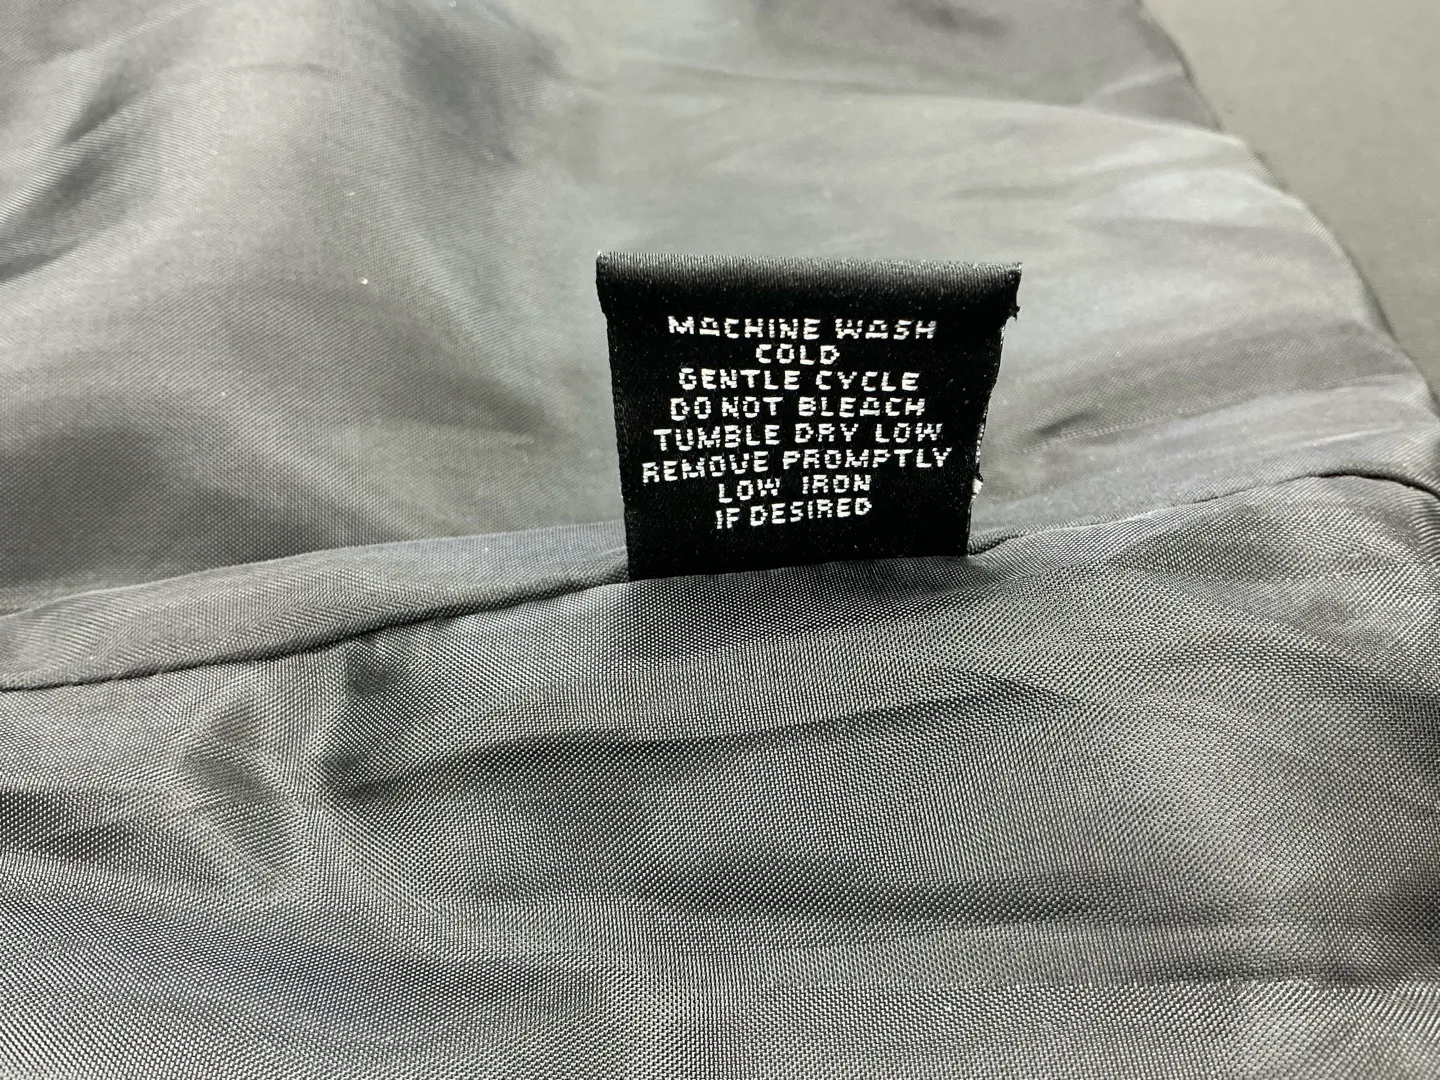 MACHINE WASH
COLD
GENTLE CYCLE
DO NOT BLEACH
TUMBLE DRY LOW
REMOVE PROMPTLY
LOW IRON
IF DESIRED